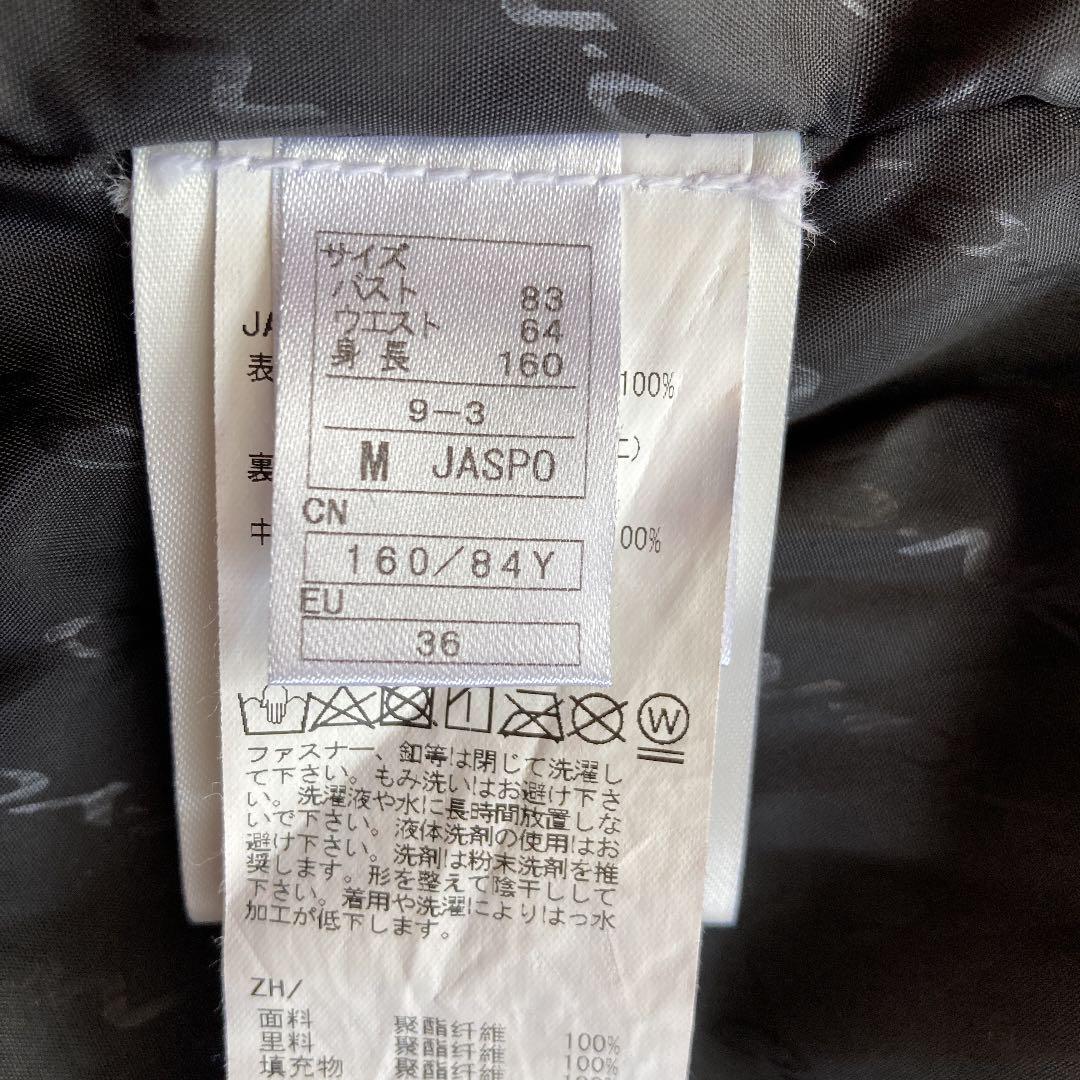 サイズ
バスト 83
ウエスト 64
身長 160
9-3
M JASPO
CN
160/84Y
EU
36
JA
表 100%
裏
00%
W
ファスナー、釦等は閉じて洗濯し
て下さい。もみ洗いはお避け下さ
い。洗濯液や水に長時間放置しな
いで下さい。液体洗剤の使用はお
避け下さい。洗剤は粉末洗剤を推
奨します。形を整えて陰干しして
下さい。着用や洗濯によりはっ水
加工が低下します。
ZH/
面料 聚酯纤维 100%
里料 聚酯纤维 100%
填充物 聚酯纤维 100%